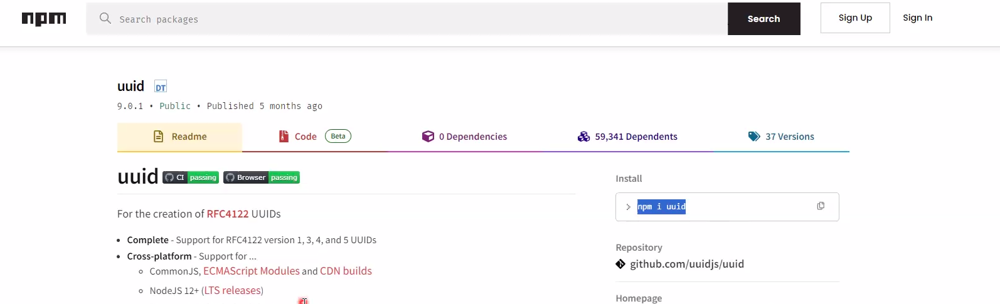 npm
Search packages
Search
Sign Up
Sign In
uuid DT
9.0.1 • Public • Published 5 months ago
Readme
Code Beta
0 Dependencies
59,341 Dependents
37 Versions
uuid CI passing Browser passing
For the creation of RFC4122 UUIDs
• Complete - Support for RFC4122 version 1, 3, 4, and 5 UUIDs
• Cross-platform - Support for ...
◦ CommonJS, ECMAScript Modules and CDN builds
◦ NodeJS 12+ (LTS releases)
Install
> npm i uuid
Repository
github.com/uuidjs/uuid
Homepage